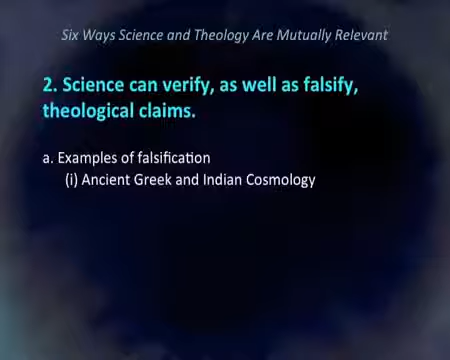 Six Ways Science and Theology Are Mutually Relevant
2. Science can verify, as well as falsify,
theological claims.
a. Examples of falsification
(i) Ancient Greek and Indian Cosmology